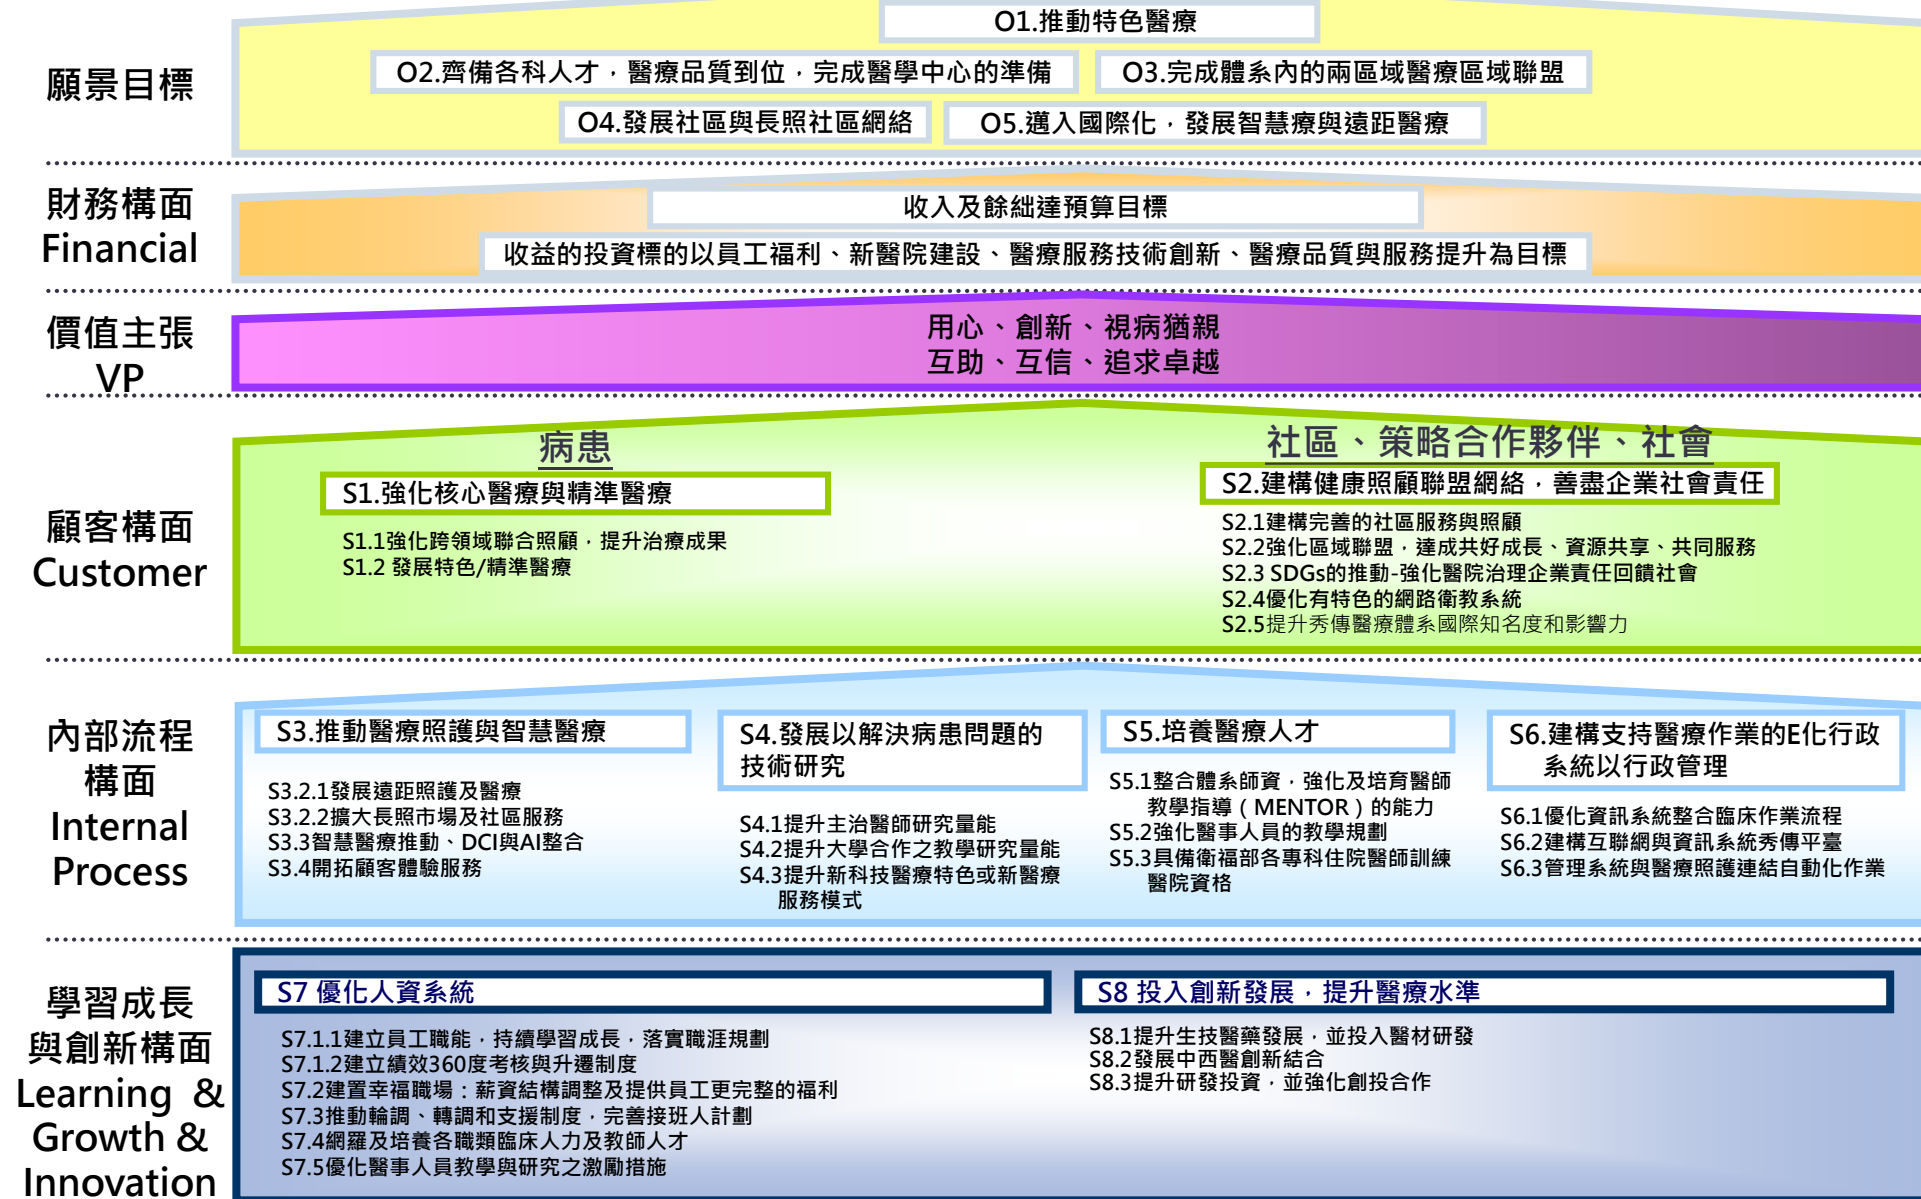 願景目標
O1.推動特色醫療
O2.齊備各科人才，醫療品質到位，完成醫學中心的準備
O3.完成體系內的兩區域醫療區域聯盟
O4.發展社區與長照社區網絡
O5.邁入國際化，發展智慧療與遠距醫療
財務構面
Financial
收入及餘絀達預算目標
收益的投資標的以員工福利、新醫院建設、醫療服務技術創新、醫療品質與服務提升為目標
價值主張
VP
用心、創新、視病猶親
互助、互信、追求卓越
顧客構面
Customer
病患
S1.強化核心醫療與精準醫療
S1.1強化跨領域聯合照顧，提升治療成果
S1.2 發展特色/精準醫療
社區、策略合作夥伴、社會
S2.建構健康照顧聯盟網絡，善盡企業社會責任
S2.1建構完善的社區服務與照顧
S2.2強化區域聯盟，達成共好成長、資源共享、共同服務
S2.3 SDGs的推動-強化醫院治理企業責任回饋社會
S2.4優化有特色的網路衛教系統
S2.5提升秀傳醫療體系國際知名度和影響力
內部流程
構面
Internal
Process
S3.推動醫療照護與智慧醫療
S3.2.1發展遠距照護及醫療
S3.2.2擴大長照市場及社區服務
S3.3智慧醫療推動、DCI與AI整合
S3.4開拓顧客體驗服務
S4.發展以解決病患問題的
技術研究
S4.1提升主治醫師研究量能
S4.2提升大學合作之教學研究量能
S4.3提升新科技醫療特色或新醫療
服務模式
S5.培養醫療人才
S5.1整合體系師資，強化及培育醫師
教學指導（MENTOR）的能力
S5.2強化醫事人員的教學規劃
S5.3具備衛福部各專科住院醫師訓練
醫院資格
S6.建構支持醫療作業的E化行政
系統以行政管理
S6.1優化資訊系統整合臨床作業流程
S6.2建構互聯網與資訊系統秀傳平臺
S6.3管理系統與醫療照護連結自動化作業
學習成長
與創新構面
Learning &
Growth &
Innovation
S7 優化人資系統
S7.1.1建立員工職能，持續學習成長，落實職涯規劃
S7.1.2建立績效360度考核與升遷制度
S7.2建置幸福職場：薪資結構調整及提供員工更完整的福利
S7.3推動輪調、轉調和支援制度，完善接班人計劃
S7.4網羅及培養各職類臨床人力及教師人才
S7.5優化醫事人員教學與研究之激勵措施
S8 投入創新發展，提升醫療水準
S8.1提升生技醫藥發展，並投入醫材研發
S8.2發展中西醫創新結合
S8.3提升研發投資，並強化創投合作